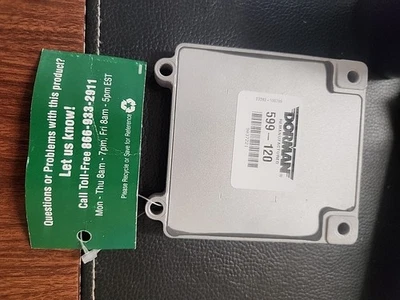 Questions or Problems with this product?
Let us know!
Call Toll-Free 866-933-2911
Mon - Thu 8am - 7pm, Fri 8am - 5pm EST
Please Recycle or Save for Reference
DORMAN
599-120